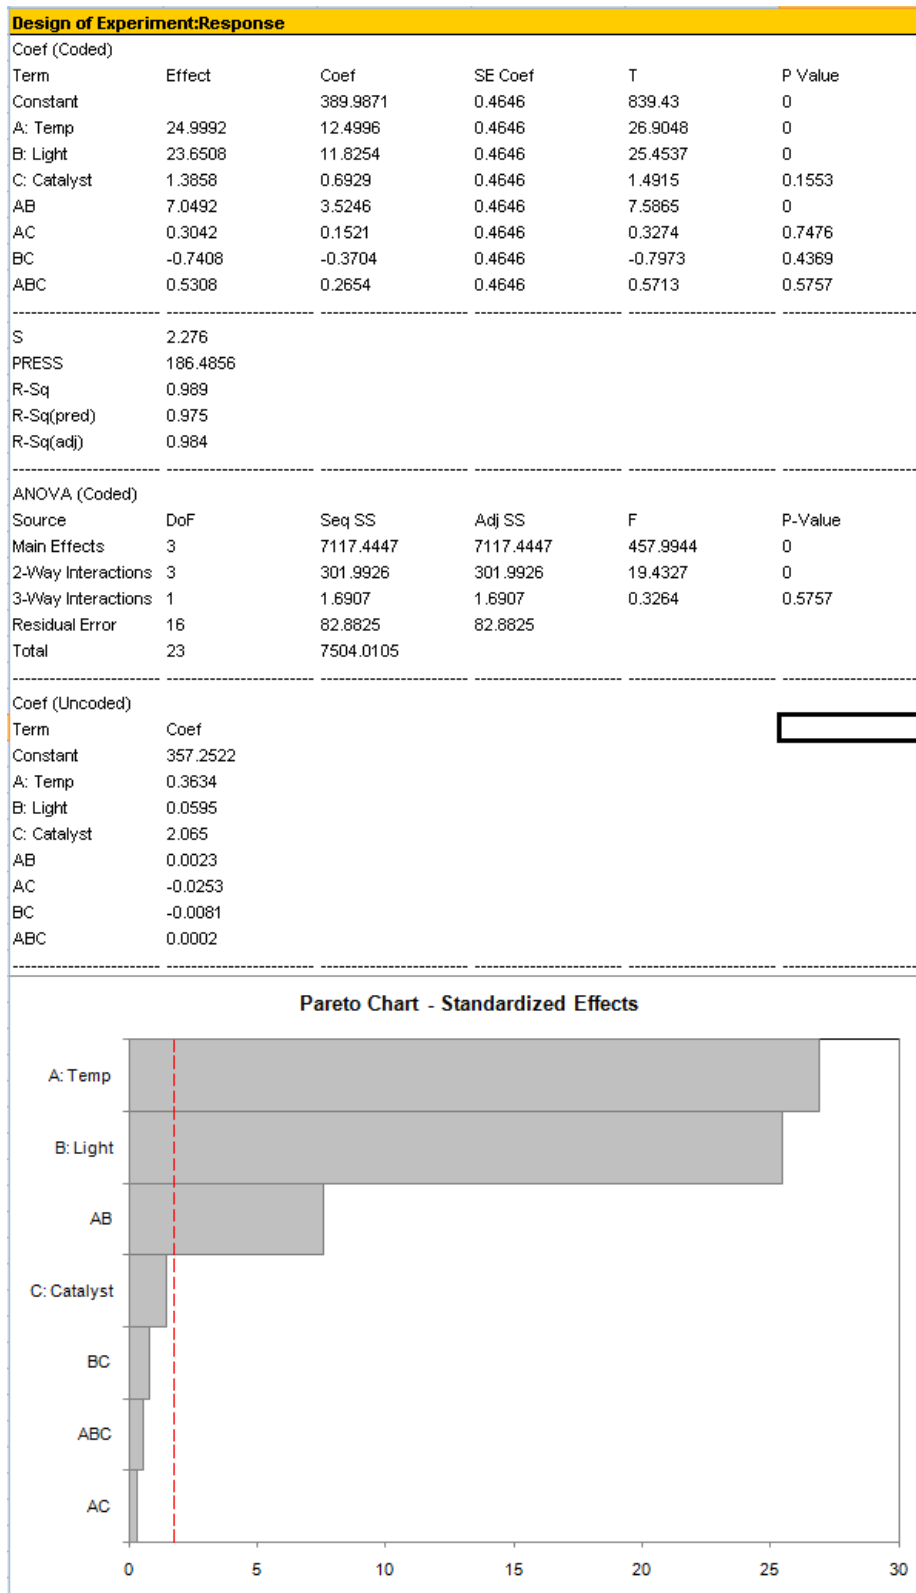 Design of Experiment:Response
Coef (Coded)
Term Effect Coef SE Coef T P Value
Constant 389.9871 0.4646 839.43 0
A: Temp 24.9992 12.4996 0.4646 26.9048 0
B: Light 23.6508 11.8254 0.4646 25.4537 0
C: Catalyst 1.3858 0.6929 0.4646 1.4915 0.1553
AB 7.0492 3.5246 0.4646 7.5865 0
AC 0.3042 0.1521 0.4646 0.3274 0.7476
BC -0.7408 -0.3704 0.4646 -0.7973 0.4369
ABC 0.5308 0.2654 0.4646 0.5713 0.5757
S 2.276
PRESS 186.4856
R-Sq 0.989
R-Sq(pred) 0.975
R-Sq(adj) 0.984
ANOVA (Coded)
Source DoF Seq SS Adj SS F P-Value
Main Effects 3 7117.4447 7117.4447 457.9944 0
2-Way Interactions 3 301.9926 301.9926 19.4327 0
3-Way Interactions 1 1.6907 1.6907 0.3264 0.5757
Residual Error 16 82.8825 82.8825
Total 23 7504.0105
Coef (Uncoded)
Term Coef
Constant 357.2522
A: Temp 0.3634
B: Light 0.0595
C: Catalyst 2.065
AB 0.0023
AC -0.0253
BC -0.0081
ABC 0.0002
Pareto Chart - Standardized Effects
A: Temp
B: Light
AB
C: Catalyst
BC
ABC
AC
0 5 10 15 20 25 30